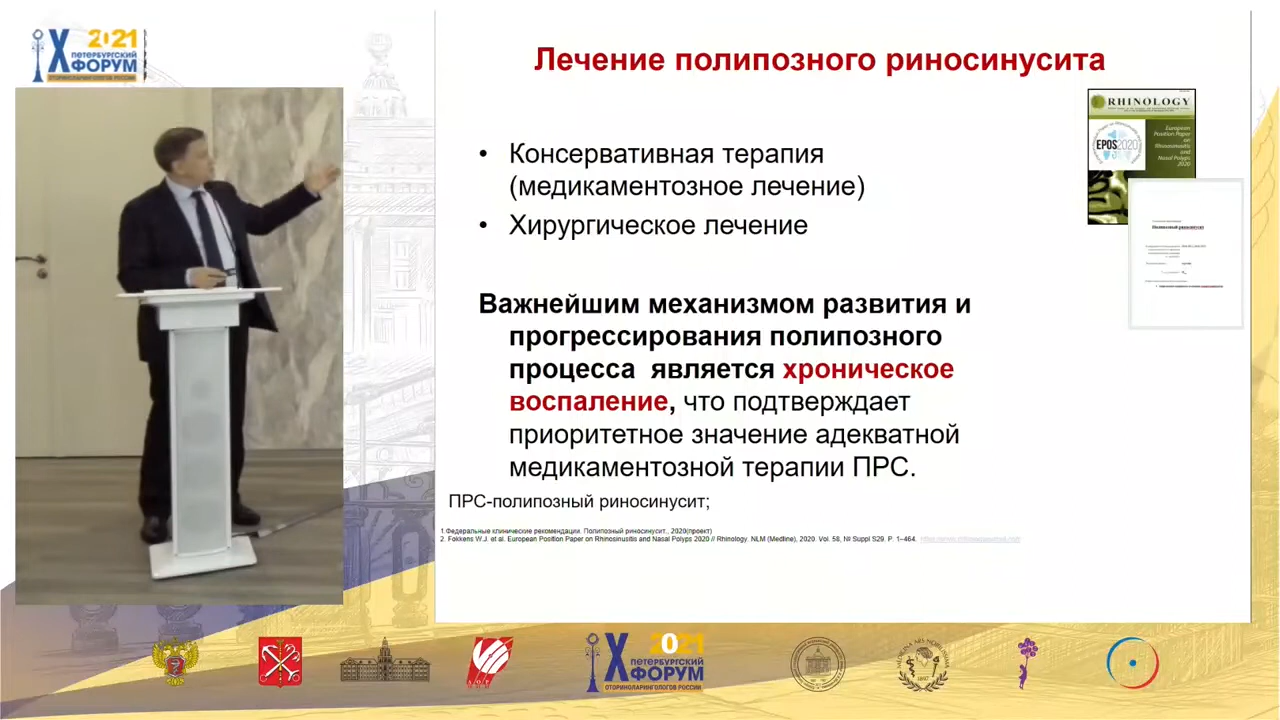 X 2021
ПЕТЕРБУРГСКИЙ
ФОРУМ
ОТОРИНОЛАРИНГОЛОГОВ РОССИИ
Лечение полипозного риносинусита
RHINOLOGY
European
Position Paper
on
Rhinosinusitis
and
Nasal Polyps
2020
EPOS2020
Полипозный риносинусит
• Консервативная терапия
(медикаментозное лечение)
• Хирургическое лечение
Важнейшим механизмом развития и
прогрессирования полипозного
процесса является хроническое
воспаление, что подтверждает
приоритетное значение адекватной
медикаментозной терапии ПРС.
ПРС-полипозный риносинусит;
1.Федеральные клинические рекомендации. Полипозный риносинусит., 2020(проект)
2. Fokkens W.J. et al. European Position Paper on Rhinosinusitis and Nasal Polyps 2020 // Rhinology. NLM (Medline), 2020. Vol. 58, № Suppl S29. P. 1–464.
X 2021
ПЕТЕРБУРГСКИЙ
ФОРУМ
ОТОРИНОЛАРИНГОЛОГОВ РОССИИ